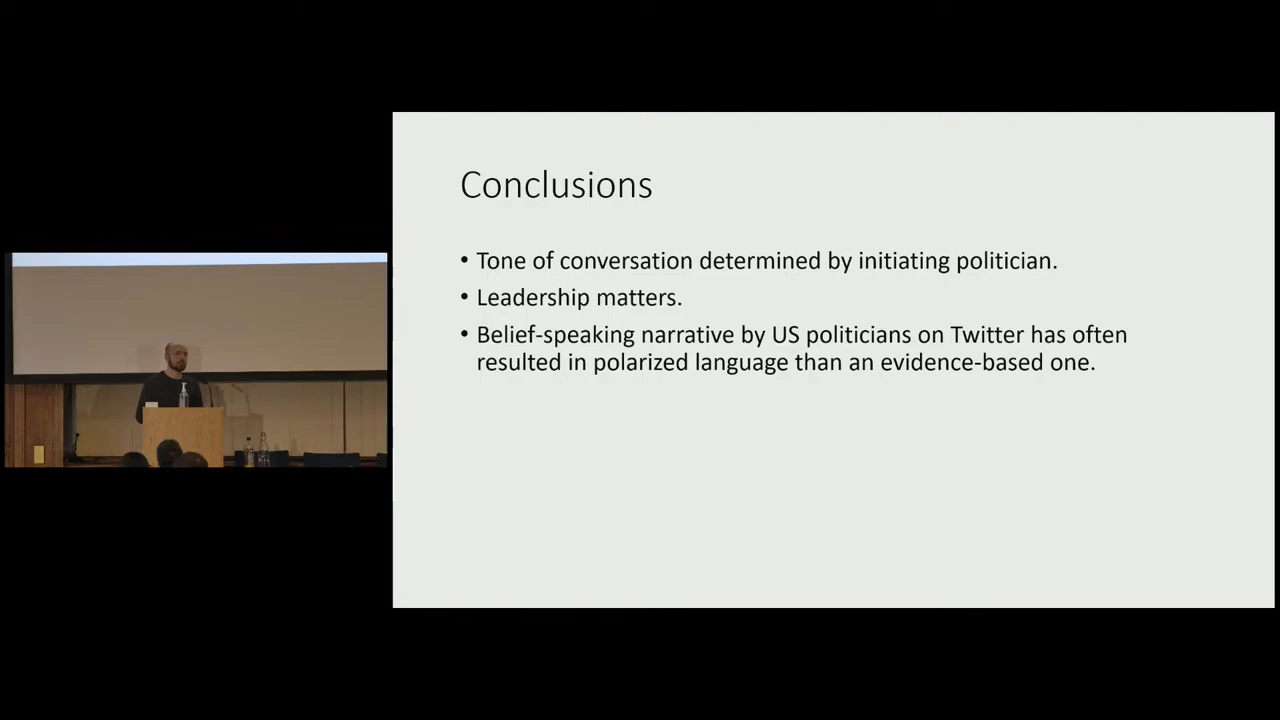 Conclusions
• Tone of conversation determined by initiating politician.
• Leadership matters.
• Belief-speaking narrative by US politicians on Twitter has often
resulted in polarized language than an evidence-based one.